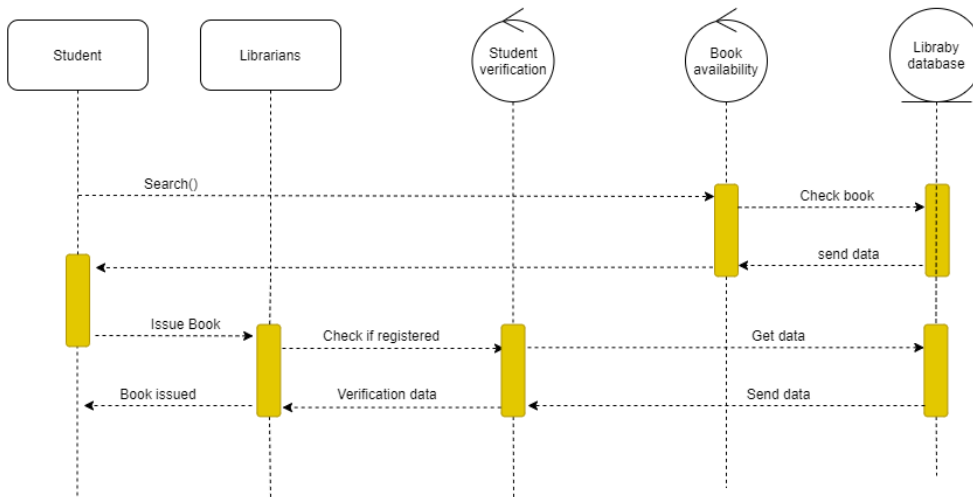 Student
Librarians
Student
verification
Book
availability
Libraby
database
Search()
Check book
send data
Issue Book
Check if registered
Get data
Book issued
Verification data
Send data